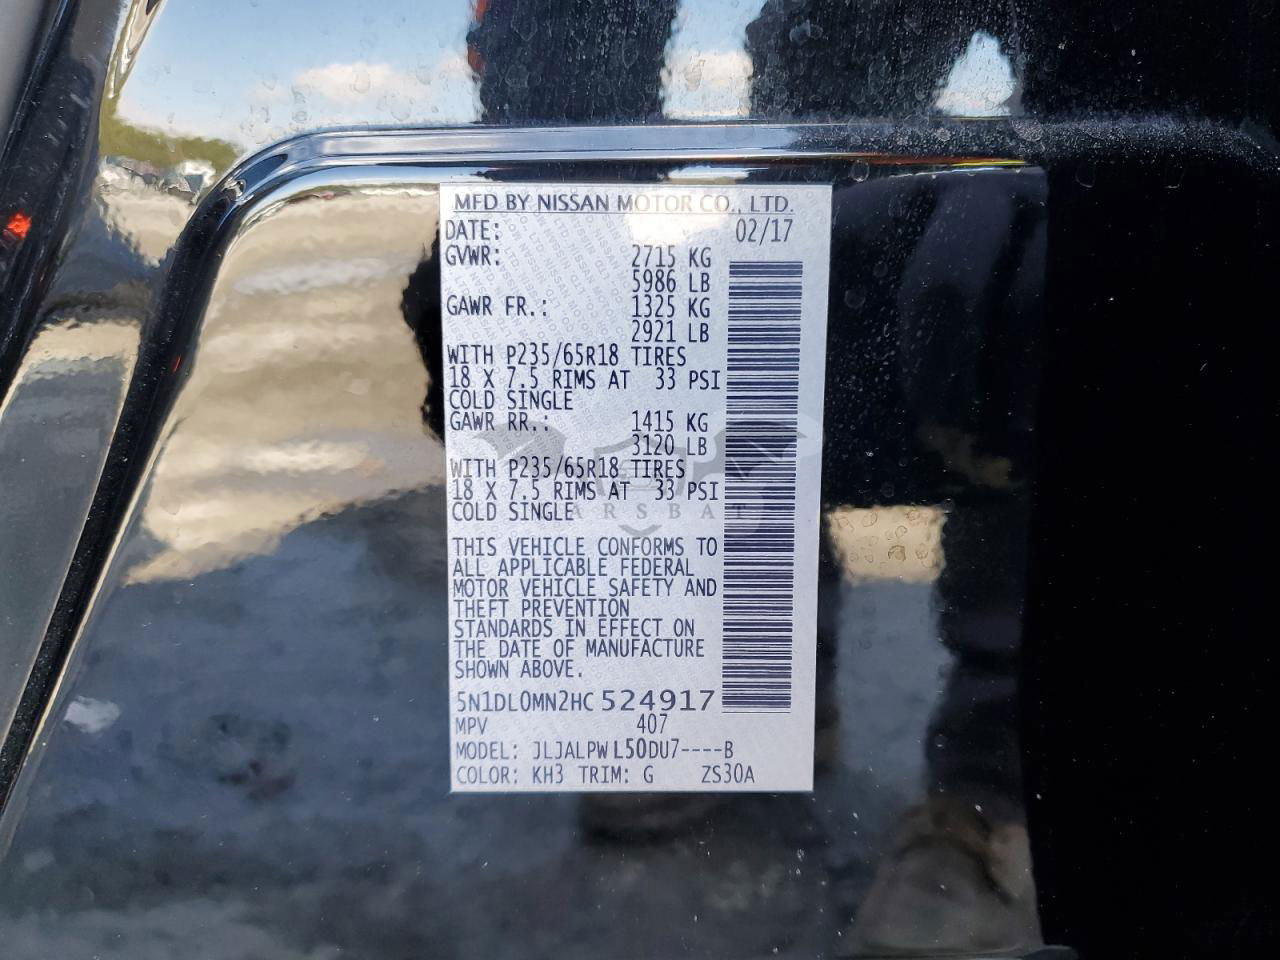 MFD BY NISSAN MOTOR CO., LTD.
DATE: 02/17
GVWR: 2715 KG
5986 LB
GAWR FR.: 1325 KG
2921 LB
WITH P235/65R18 TIRES
18 X 7.5 RIMS AT 33 PSI
COLD SINGLE
GAWR RR.: 1415 KG
3120 LB
WITH P235/65R18 TIRES
18 X 7.5 RIMS AT 33 PSI
COLD SINGLE
ARSBAT
THIS VEHICLE CONFORMS TO
ALL APPLICABLE FEDERAL
MOTOR VEHICLE SAFETY AND
THEFT PREVENTION
STANDARDS IN EFFECT ON
THE DATE OF MANUFACTURE
SHOWN ABOVE.
5N1DL0MN2HC524917
MPV 407
MODEL: JLJALPWL50DU7----B
COLOR: KH3 TRIM: G ZS30A